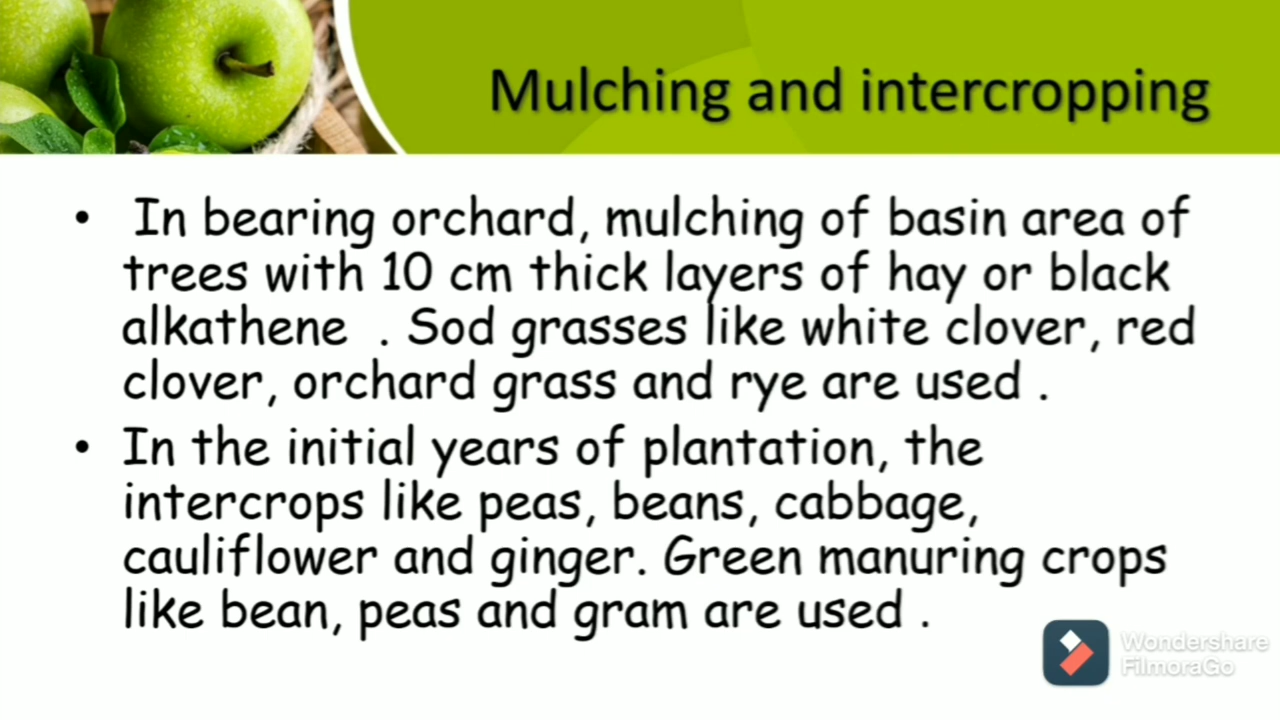 Mulching and intercropping
• In bearing orchard, mulching of basin area of
trees with 10 cm thick layers of hay or black
alkathene . Sod grasses like white clover, red
clover, orchard grass and rye are used .
• In the initial years of plantation, the
intercrops like peas, beans, cabbage,
cauliflower and ginger. Green manuring crops
like bean, peas and gram are used .
Wondershare
FilmoraGo